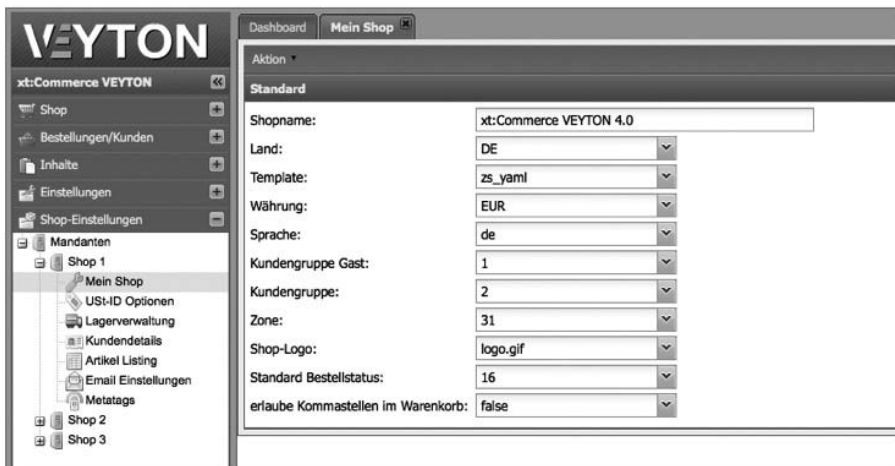 VEYTON
xt:Commerce VEYTON
Shop
Bestellungen/Kunden
Inhalte
Einstellungen
Shop-Einstellungen
Mandanten
Shop 1
Mein Shop
USt-ID Optionen
Lagerverwaltung
Kundendetails
Artikel Listing
Email Einstellungen
Metatags
Shop 2
Shop 3
Dashboard Mein Shop
Aktion
Standard
Shopname: xt:Commerce VEYTON 4.0
Land: DE
Template: zs_yaml
Währung: EUR
Sprache: de
Kundengruppe Gast: 1
Kundengruppe: 2
Zone: 31
Shop-Logo: logo.gif
Standard Bestellstatus: 16
erlaube Kommastellen im Warenkorb: false